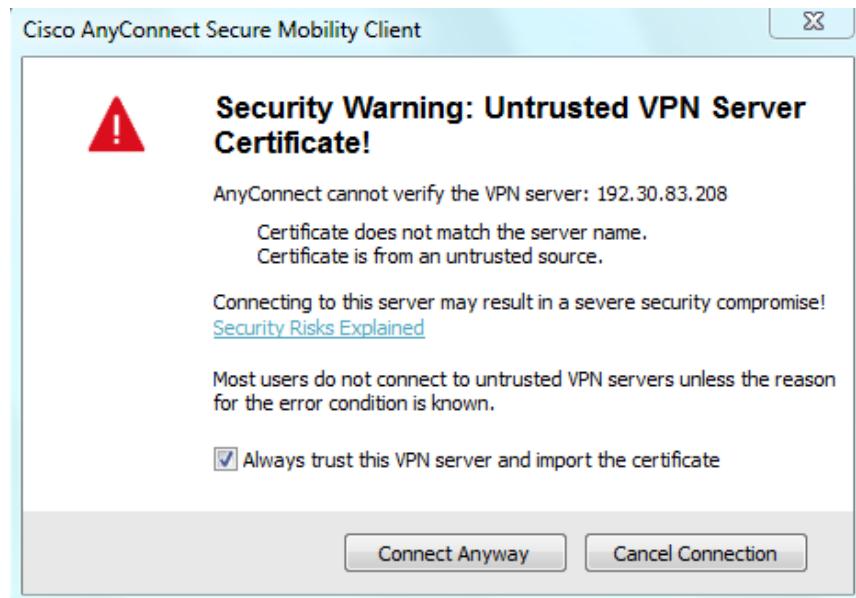 Cisco AnyConnect Secure Mobility Client
Security Warning: Untrusted VPN Server
Certificate!
AnyConnect cannot verify the VPN server: 192.30.83.208
Certificate does not match the server name.
Certificate is from an untrusted source.
Connecting to this server may result in a severe security compromise!
Security Risks Explained
Most users do not connect to untrusted VPN servers unless the reason
for the error condition is known.
Always trust this VPN server and import the certificate
Connect Anyway
Cancel Connection